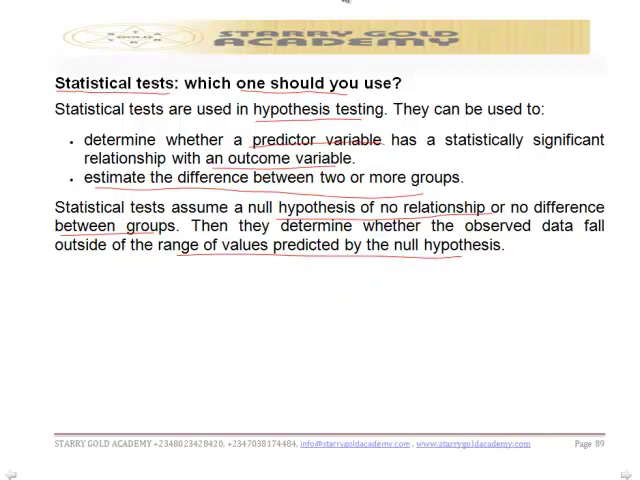 STARRY GOLD
ACADEMY
Statistical tests: which one should you use?
Statistical tests are used in hypothesis testing. They can be used to:
• determine whether a predictor variable has a statistically significant
relationship with an outcome variable.
• estimate the difference between two or more groups.
Statistical tests assume a null hypothesis of no relationship or no difference
between groups. Then they determine whether the observed data fall
outside of the range of values predicted by the null hypothesis.
STARRY GOLD ACADEMY +2348023428420, +2347038174484, info@starrygoldacademy.com , www.starrygoldacademy.com Page 89